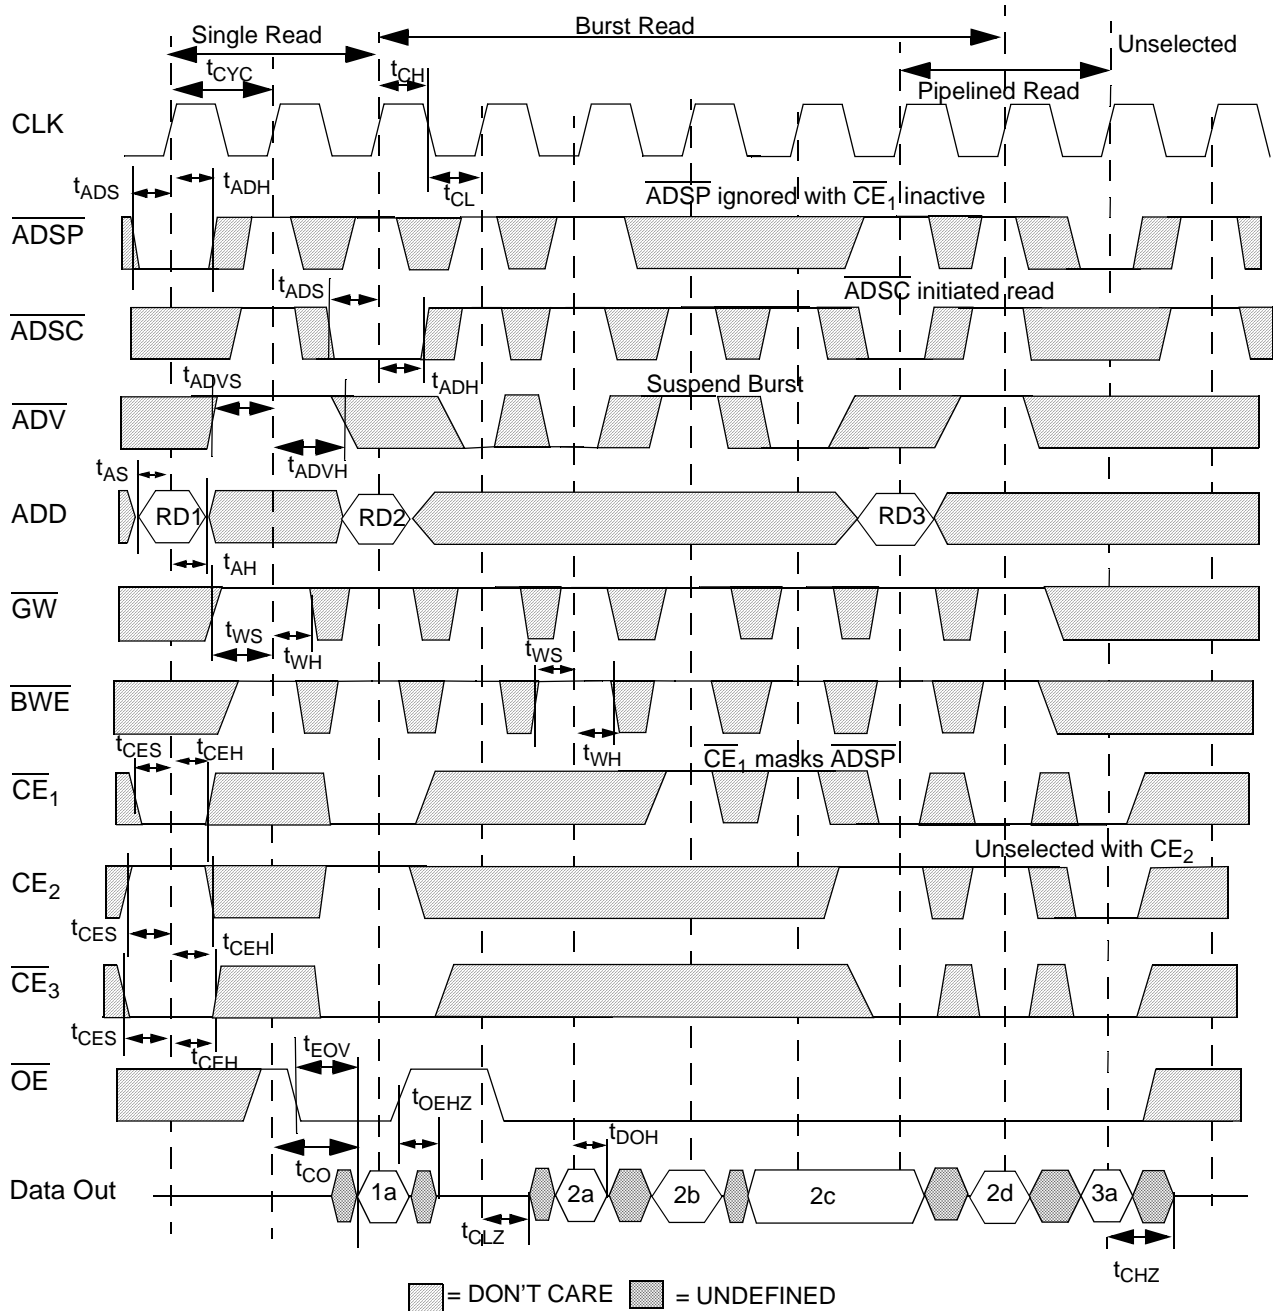 Single Read
Burst Read
Unselected
tCYC
tCH
Pipelined Read
CLK
tADS
tADH
tCL
ADSP ignored with CE1 inactive
ADSP
tADS
ADSC initiated read
ADSC
tADVS
tADH
Suspend Burst
ADV
tADVH
tAS
ADD
RD1
RD2
RD3
tAH
GW
tWS
tWH
tWS
BWE
tWH
tCES
tCEH
CE1 masks ADSP
CE1
Unselected with CE2
CE2
tCES
tCEH
CE3
tCES
tCEH
tEOV
OE
tOEHZ
tDOH
tCO
Data Out
1a
2a
2b
2c
2d
3a
tCLZ
tCHZ
= DON'T CARE
= UNDEFINED